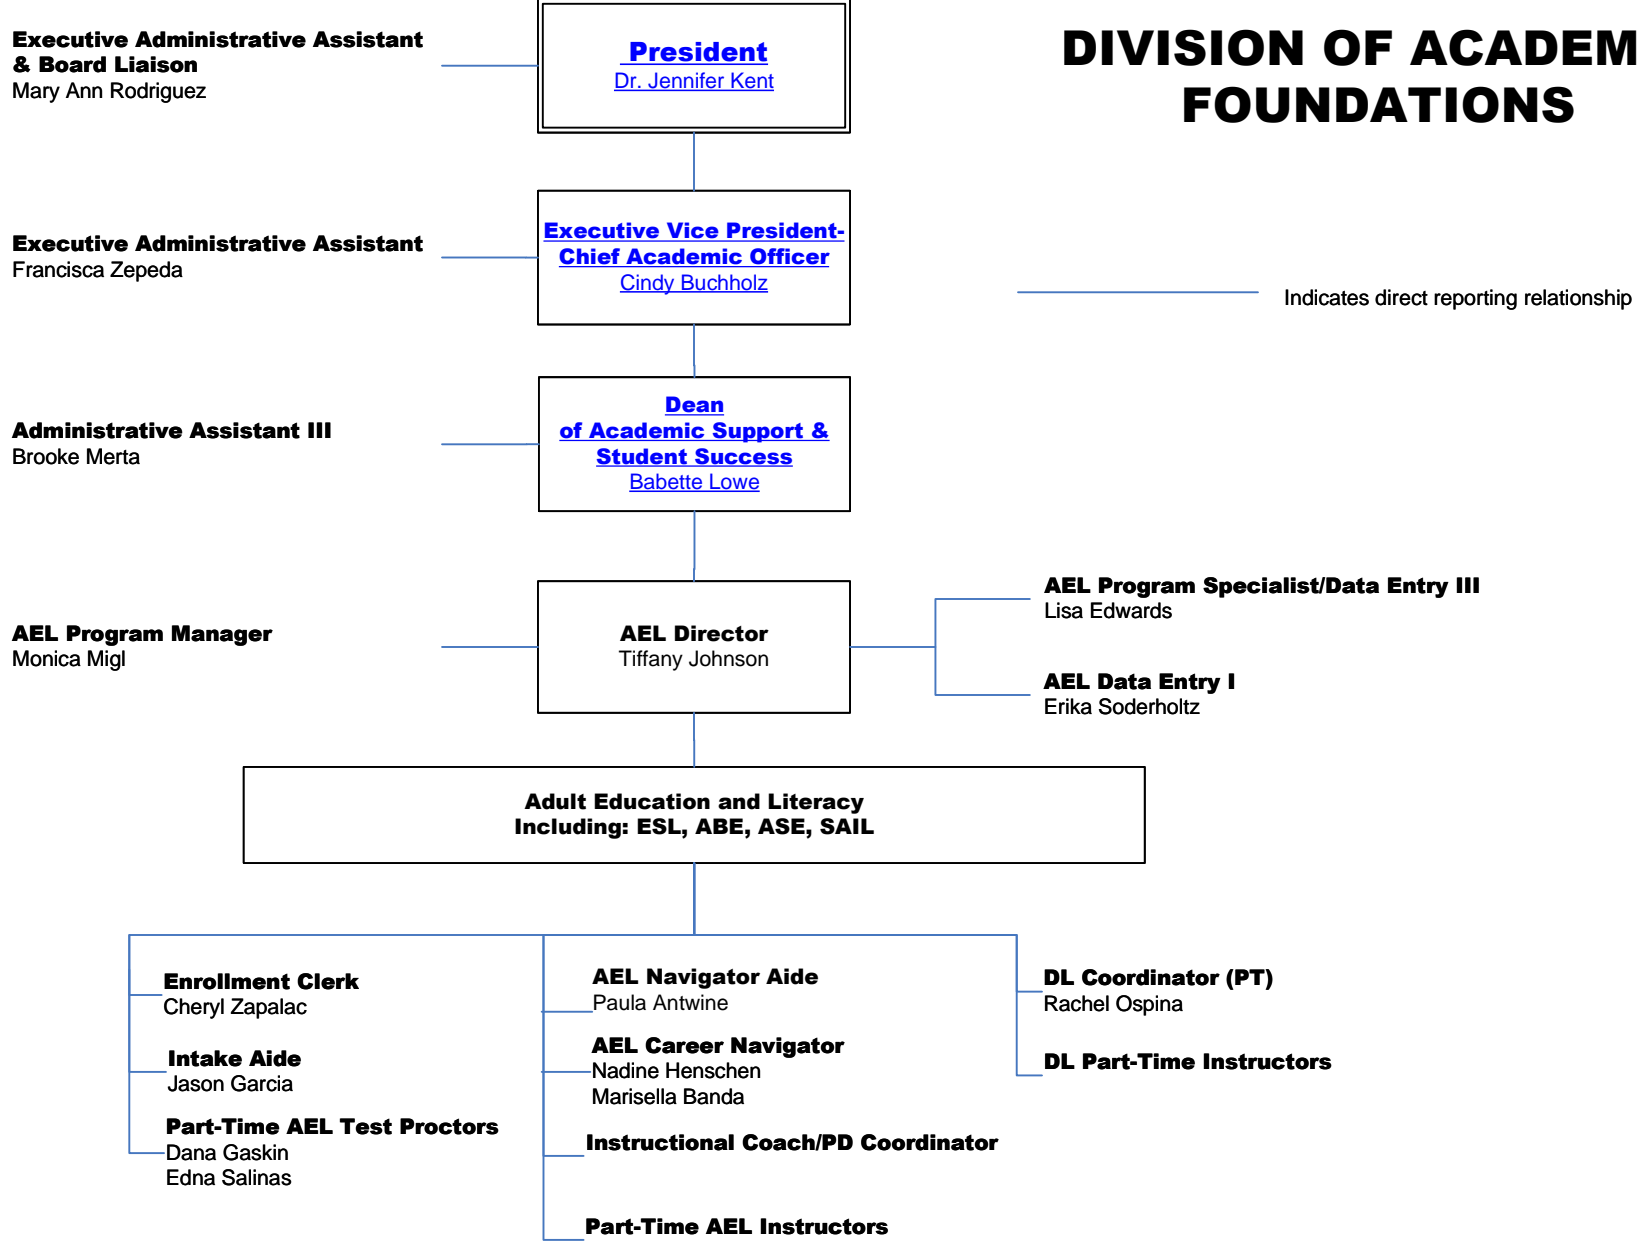 Executive Administrative Assistant
& Board Liaison
Mary Ann Rodriguez
President
Dr. Jennifer Kent
DIVISION OF ACADEM
FOUNDATIONS
Executive Administrative Assistant
Francisca Zepeda
Executive Vice President-
Chief Academic Officer
Cindy Buchholz
Indicates direct reporting relationship
Administrative Assistant III
Brooke Merta
Dean
of Academic Support &
Student Success
Babette Lowe
AEL Program Manager
Monica Migl
AEL Director
Tiffany Johnson
AEL Program Specialist/Data Entry III
Lisa Edwards
AEL Data Entry I
Erika Soderholtz
Adult Education and Literacy
Including: ESL, ABE, ASE, SAIL
Enrollment Clerk
Cheryl Zapalac
Intake Aide
Jason Garcia
Part-Time AEL Test Proctors
Dana Gaskin
Edna Salinas
AEL Navigator Aide
Paula Antwine
AEL Career Navigator
Nadine Henschen
Marisella Banda
Instructional Coach/PD Coordinator
Part-Time AEL Instructors
DL Coordinator (PT)
Rachel Ospina
DL Part-Time Instructors